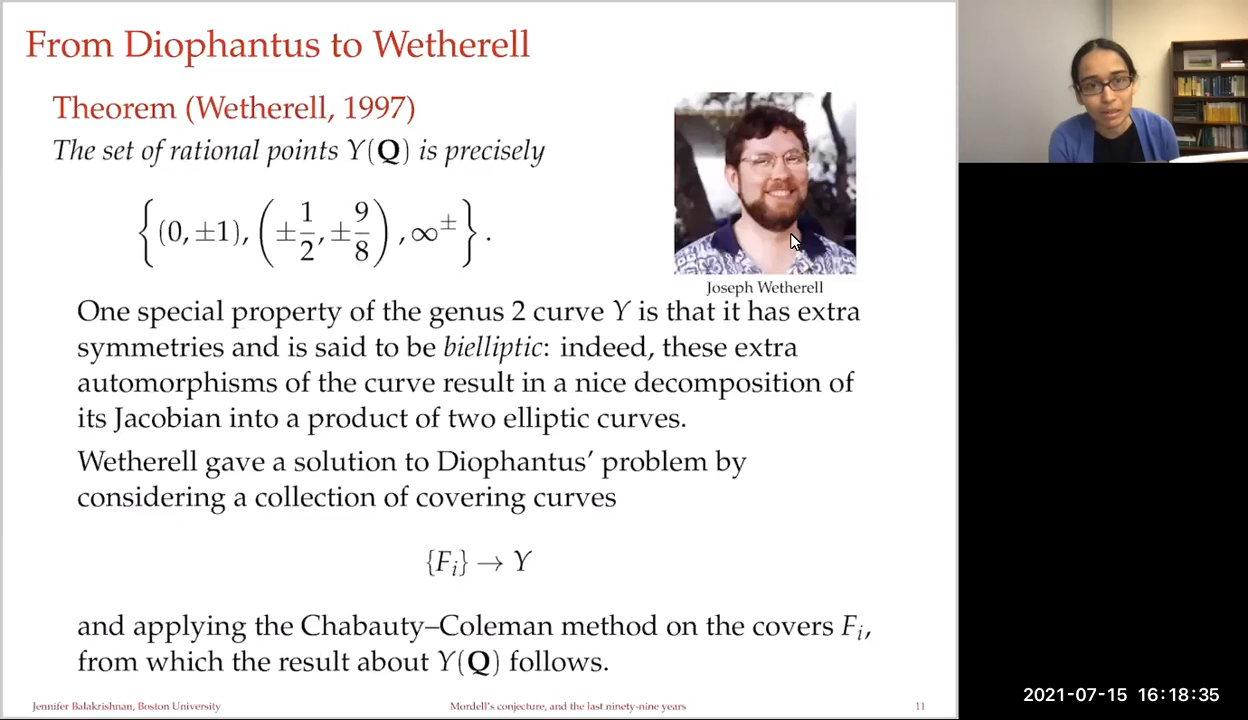 From Diophantus to Wetherell
Theorem (Wetherell, 1997)
The set of rational points Y(Q) is precisely
{(0, ±1), (±1/2, ±9/8), ∞±}.
Joseph Wetherell
One special property of the genus 2 curve Y is that it has extra
symmetries and is said to be bielliptic: indeed, these extra
automorphisms of the curve result in a nice decomposition of
its Jacobian into a product of two elliptic curves.
Wetherell gave a solution to Diophantus’ problem by
considering a collection of covering curves
{Fᵢ} → Y
and applying the Chabauty–Coleman method on the covers Fᵢ,
from which the result about Y(Q) follows.
Jennifer Balakrishnan, Boston University
Mordell’s conjecture, and the last ninety-nine years
11
2021-07-15 16:18:35